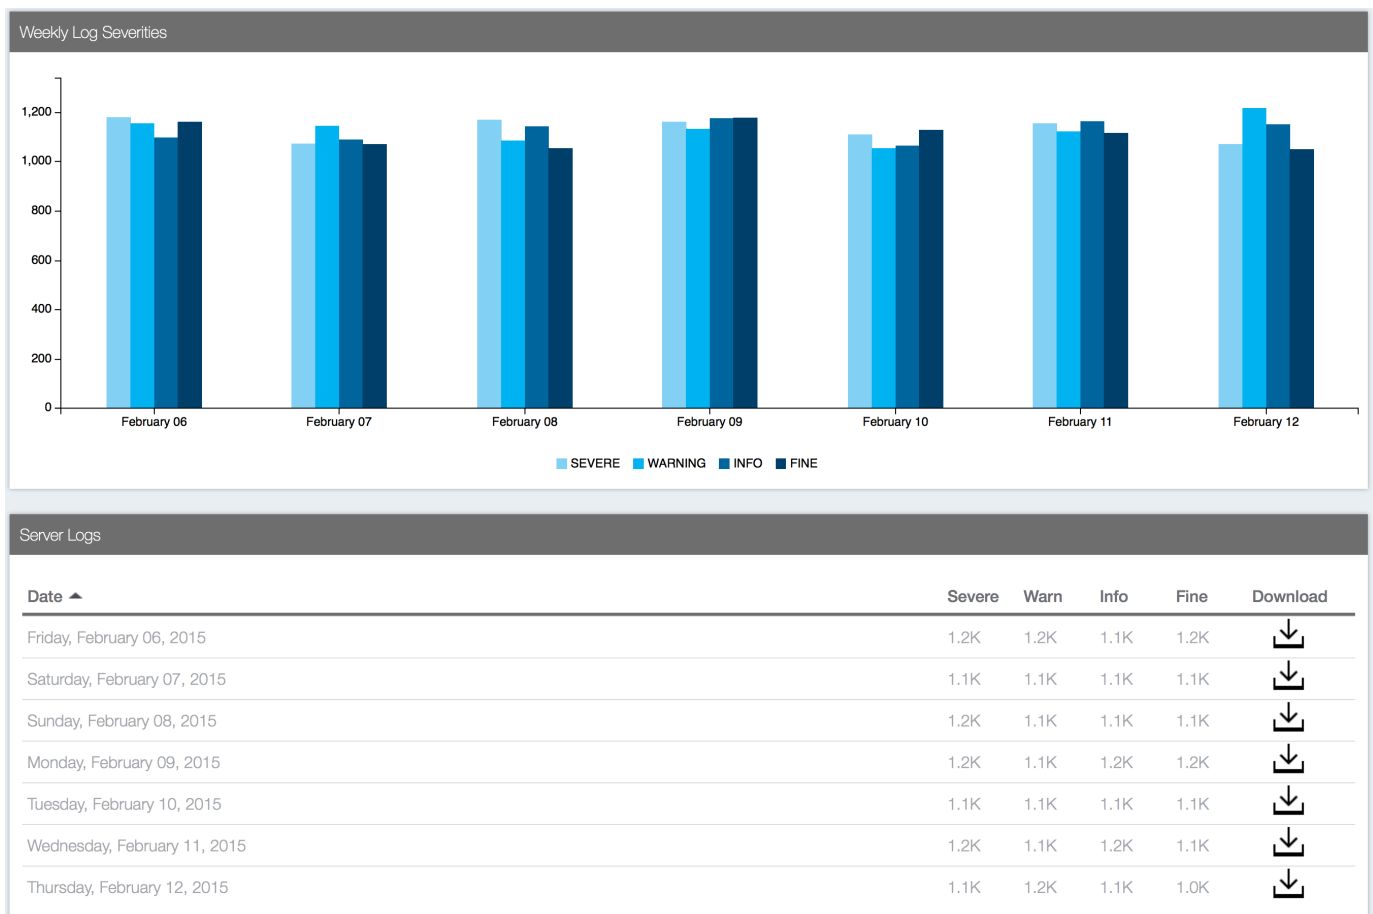 Weekly Log Severities
1,200
1,000
800
600
400
200
0
February 06 February 07 February 08 February 09 February 10 February 11 February 12
SEVERE WARNING INFO FINE
Server Logs
Date Severe Warn Info Fine Download
Friday, February 06, 2015 1.2K 1.2K 1.1K 1.2K
Saturday, February 07, 2015 1.1K 1.1K 1.1K 1.1K
Sunday, February 08, 2015 1.2K 1.1K 1.1K 1.1K
Monday, February 09, 2015 1.2K 1.1K 1.2K 1.2K
Tuesday, February 10, 2015 1.1K 1.1K 1.1K 1.1K
Wednesday, February 11, 2015 1.2K 1.1K 1.2K 1.1K
Thursday, February 12, 2015 1.1K 1.2K 1.1K 1.0K